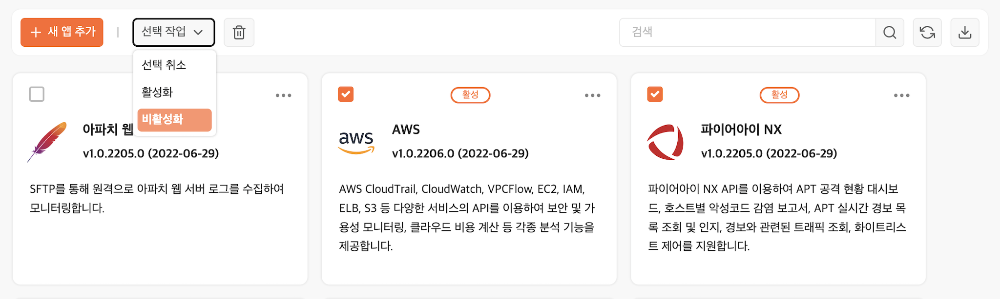 새 앱 추가
선택 작업
검색
선택 취소
활성화
비활성화
아파치 웹
v1.0.2205.0 (2022-06-29)
SFTP를 통해 원격으로 아파치 웹 서버 로그를 수집하여
모니터링합니다.
활성
aws
AWS
v1.0.2206.0 (2022-06-29)
AWS CloudTrail, CloudWatch, VPCFlow, EC2, IAM,
ELB, S3 등 다양한 서비스의 API를 이용하여 보안 및 가
용성 모니터링, 클라우드 비용 계산 등 각종 분석 기능을
제공합니다.
활성
파이어아이 NX
v1.0.2205.0 (2022-06-29)
파이어아이 NX API를 이용하여 APT 공격 현황 대시보
드, 호스트별 악성코드 감염 보고서, APT 실시간 경보 목
록 조회 및 인지, 경보와 관련된 트래픽 조회, 화이트리스
트 제어를 지원합니다.